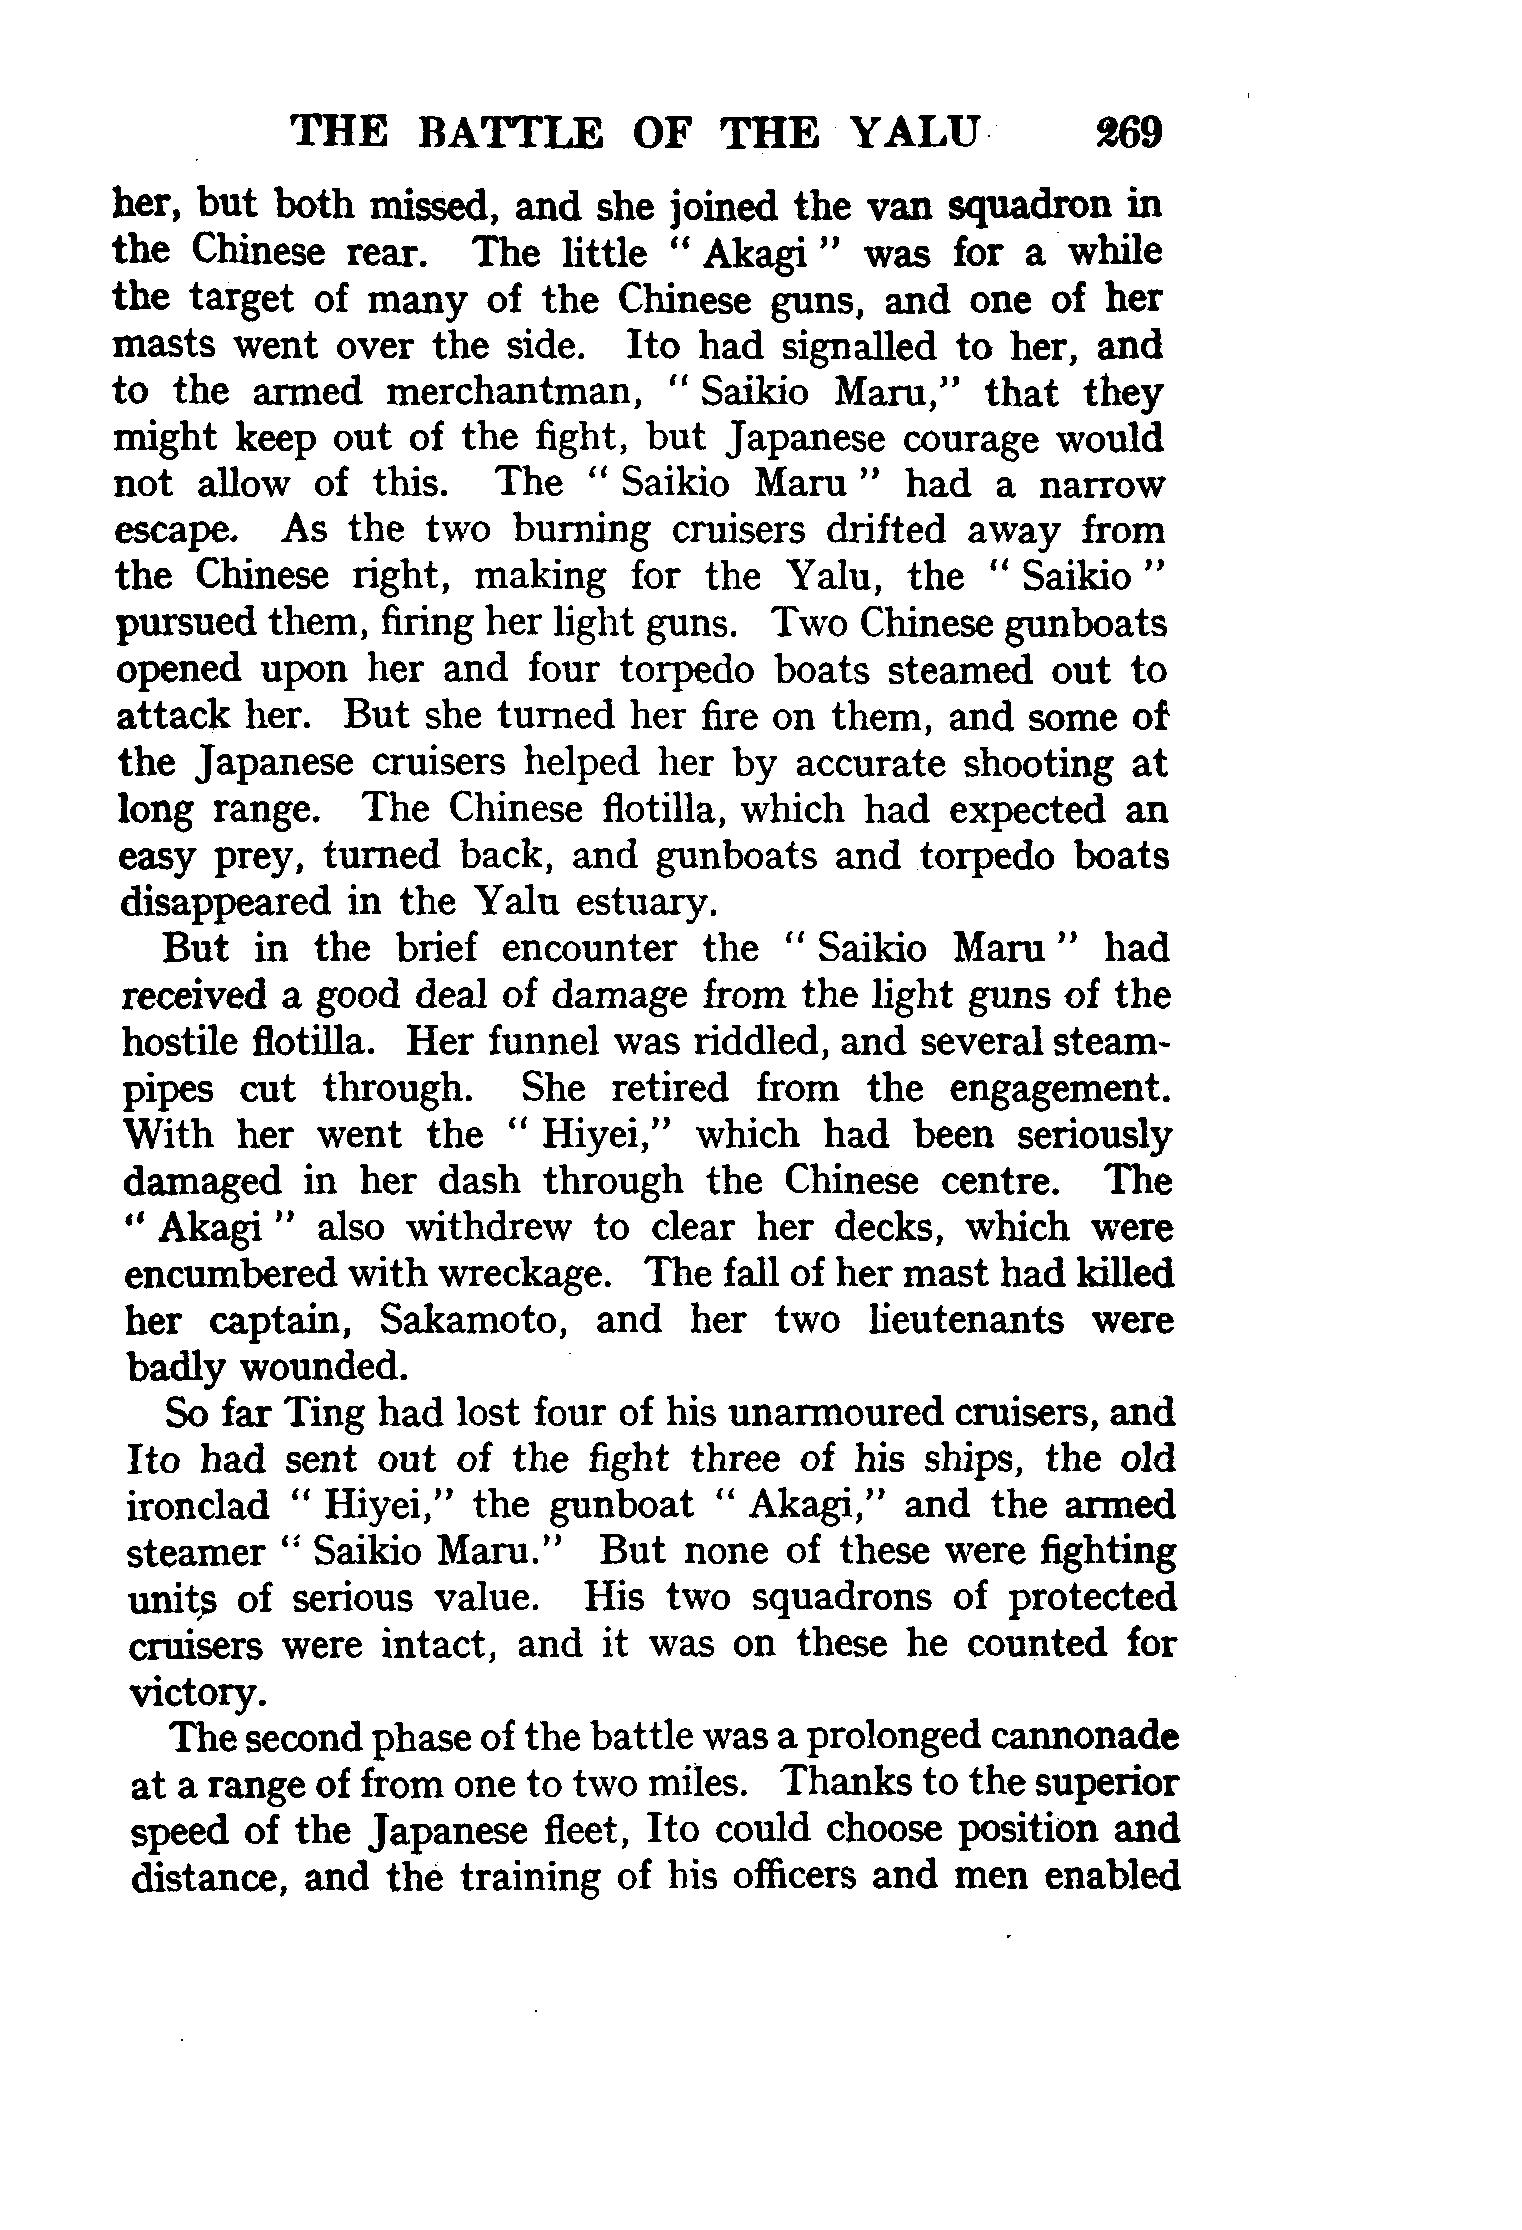 THE BATTLE OF THE YALU 269
her, but both missed, and she joined the van squadron in
the Chinese rear. The little " Akagi " was for a while
the target of many of the Chinese guns, and one of her
masts went over the side. Ito had signalled to her, and
to the armed merchantman, " Saikio Maru," that they
might keep out of the fight, but Japanese courage would
not allow of this. The " Saikio Maru " had a narrow
escape. As the two burning cruisers drifted away from
the Chinese right, making for the Yalu, the " Saikio "
pursued them, firing her light guns. Two Chinese gunboats
opened upon her and four torpedo boats steamed out to
attack her. But she turned her fire on them, and some of
the Japanese cruisers helped her by accurate shooting at
long range. The Chinese flotilla, which had expected an
easy prey, turned back, and gunboats and torpedo boats
disappeared in the Yalu estuary.
But in the brief encounter the " Saikio Maru " had
received a good deal of damage from the light guns of the
hostile flotilla. Her funnel was riddled, and several steam-
pipes cut through. She retired from the engagement.
With her went the " Hiyei," which had been seriously
damaged in her dash through the Chinese centre. The
" Akagi " also withdrew to clear her decks, which were
encumbered with wreckage. The fall of her mast had killed
her captain, Sakamoto, and her two lieutenants were
badly wounded.
So far Ting had lost four of his unarmoured cruisers, and
Ito had sent out of the fight three of his ships, the old
ironclad " Hiyei," the gunboat " Akagi," and the armed
steamer " Saikio Maru." But none of these were fighting
units of serious value. His two squadrons of protected
cruisers were intact, and it was on these he counted for
victory.
The second phase of the battle was a prolonged cannonade
at a range of from one to two miles. Thanks to the superior
speed of the Japanese fleet, Ito could choose position and
distance, and the training of his officers and men enabled